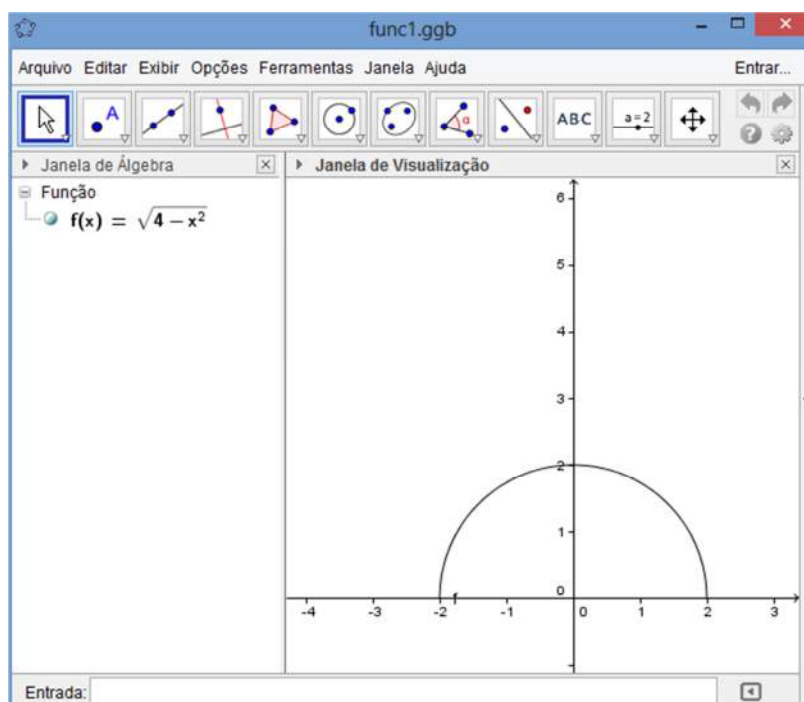 func1.ggb
Arquivo Editar Exibir Opções Ferramentas Janela Ajuda Entrar...
A α ABC a=2
Janela de Álgebra Janela de Visualização
Função
f(x) = √(4 − x²)
6
5
4
3
2
1
0
-4 -3 -2 f -1 0 1 2 3
Entrada: